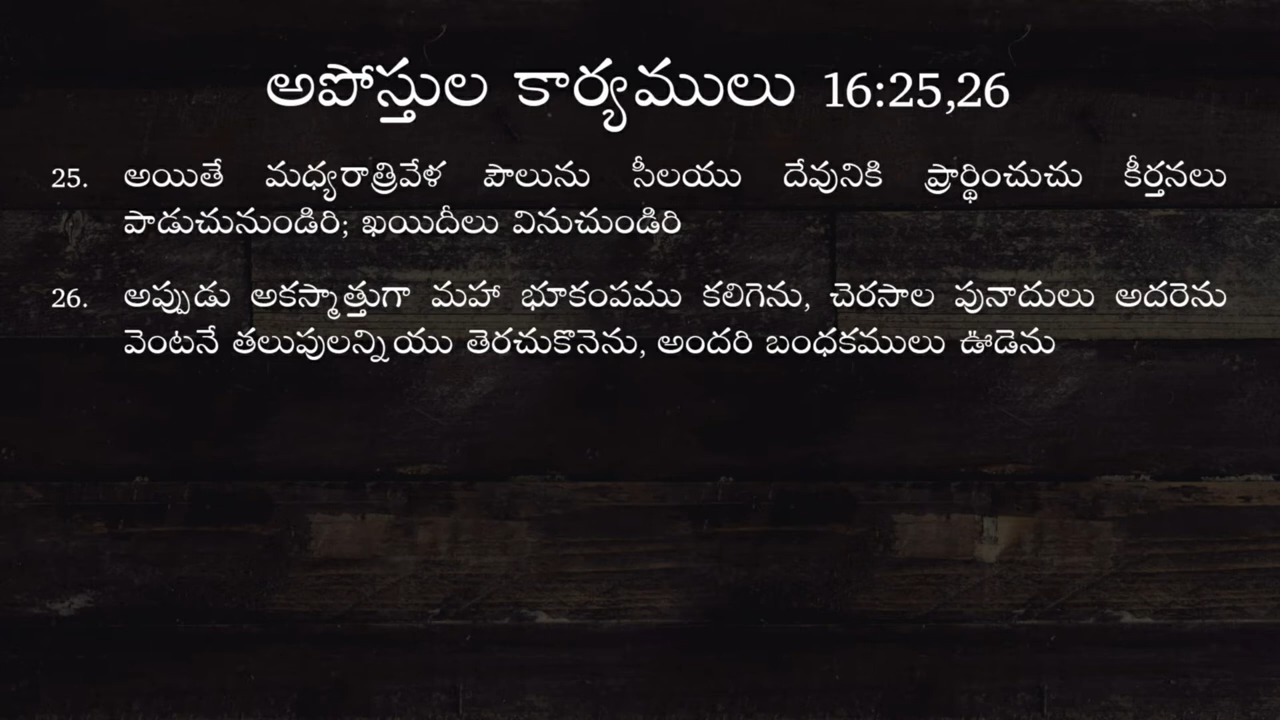 అపోస్తుల కార్యములు 16:25,26
25. అయితే మధ్యరాత్రివేళ పౌలును సీలయు దేవునికి ప్రార్థించుచు కీర్తనలు
పాడుచునుండిరి; ఖయిదీలు వినుచుండిరి
26. అప్పుడు అకస్మాత్తుగా మహా భూకంపము కలిగెను, చెరసాల పునాదులు అదరెను
వెంటనే తలుపులన్నియు తెరచుకొనెను, అందరి బంధకములు ఊడెను